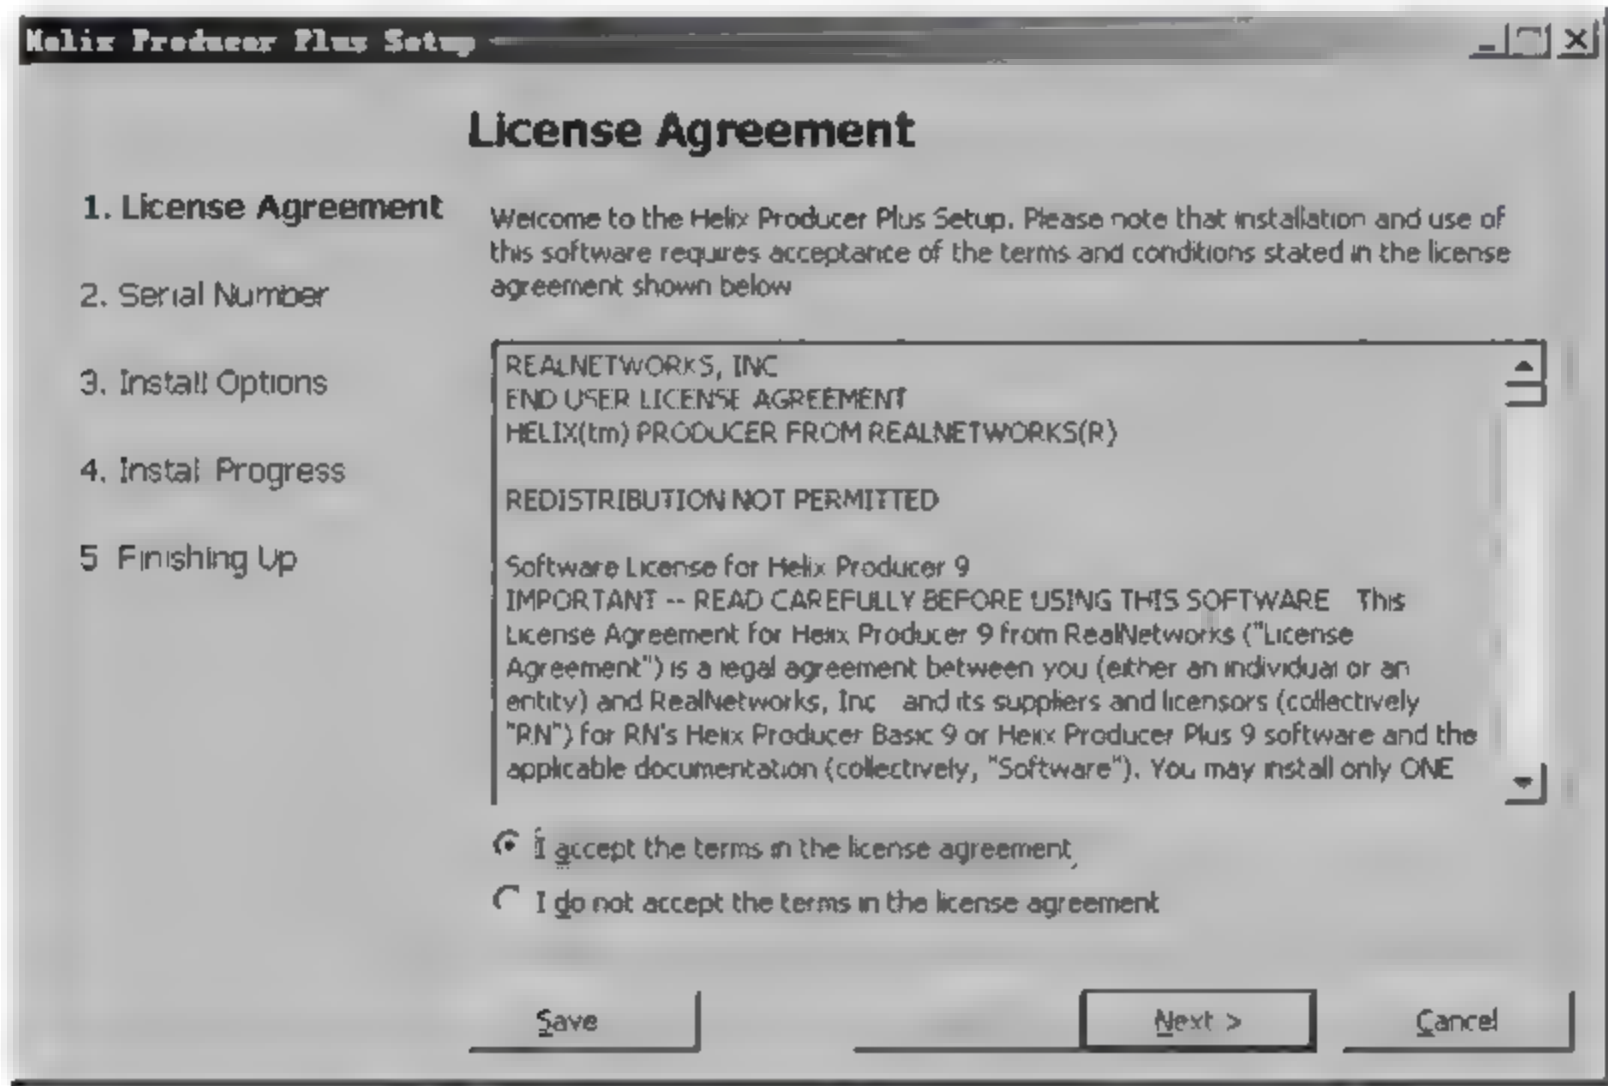 Helix Producer Plus Setup
License Agreement
1. License Agreement
2. Serial Number
3. Install Options
4. Install Progress
5 Finishing Up
Welcome to the Helix Producer Plus Setup. Please note that installation and use of
this software requires acceptance of the terms and conditions stated in the license
agreement shown below
REALNETWORKS, INC
END USER LICENSE AGREEMENT
HELIX(tm) PRODUCER FROM REALNETWORKS(R)
REDISTRIBUTION NOT PERMITTED
Software License for Helix Producer 9
IMPORTANT -- READ CAREFULLY BEFORE USING THIS SOFTWARE This
License Agreement for Helix Producer 9 from RealNetworks ("License
Agreement") is a legal agreement between you (either an individual or an
entity) and RealNetworks, Inc and its suppliers and licensors (collectively
"RN") for RN's Helix Producer Basic 9 or Helix Producer Plus 9 software and the
applicable documentation (collectively, "Software"). You may install only ONE
I accept the terms in the license agreement
I do not accept the terms in the license agreement
Save
Next >
Cancel